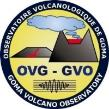 OBSERVATOIRE VOLCANOLOGIQUE DE GOMA
OVG - GVO
GOMA VOLCANO OBSERVATORY